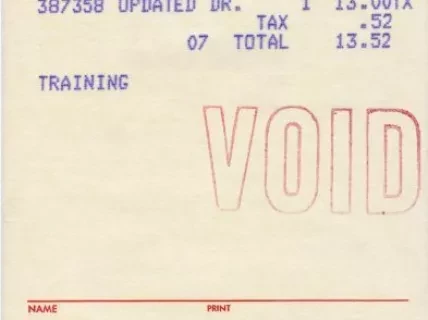 387358 UPDATED DR. 1 13.00TX
TAX .52
07 TOTAL 13.52
TRAINING
VOID
NAME PRINT